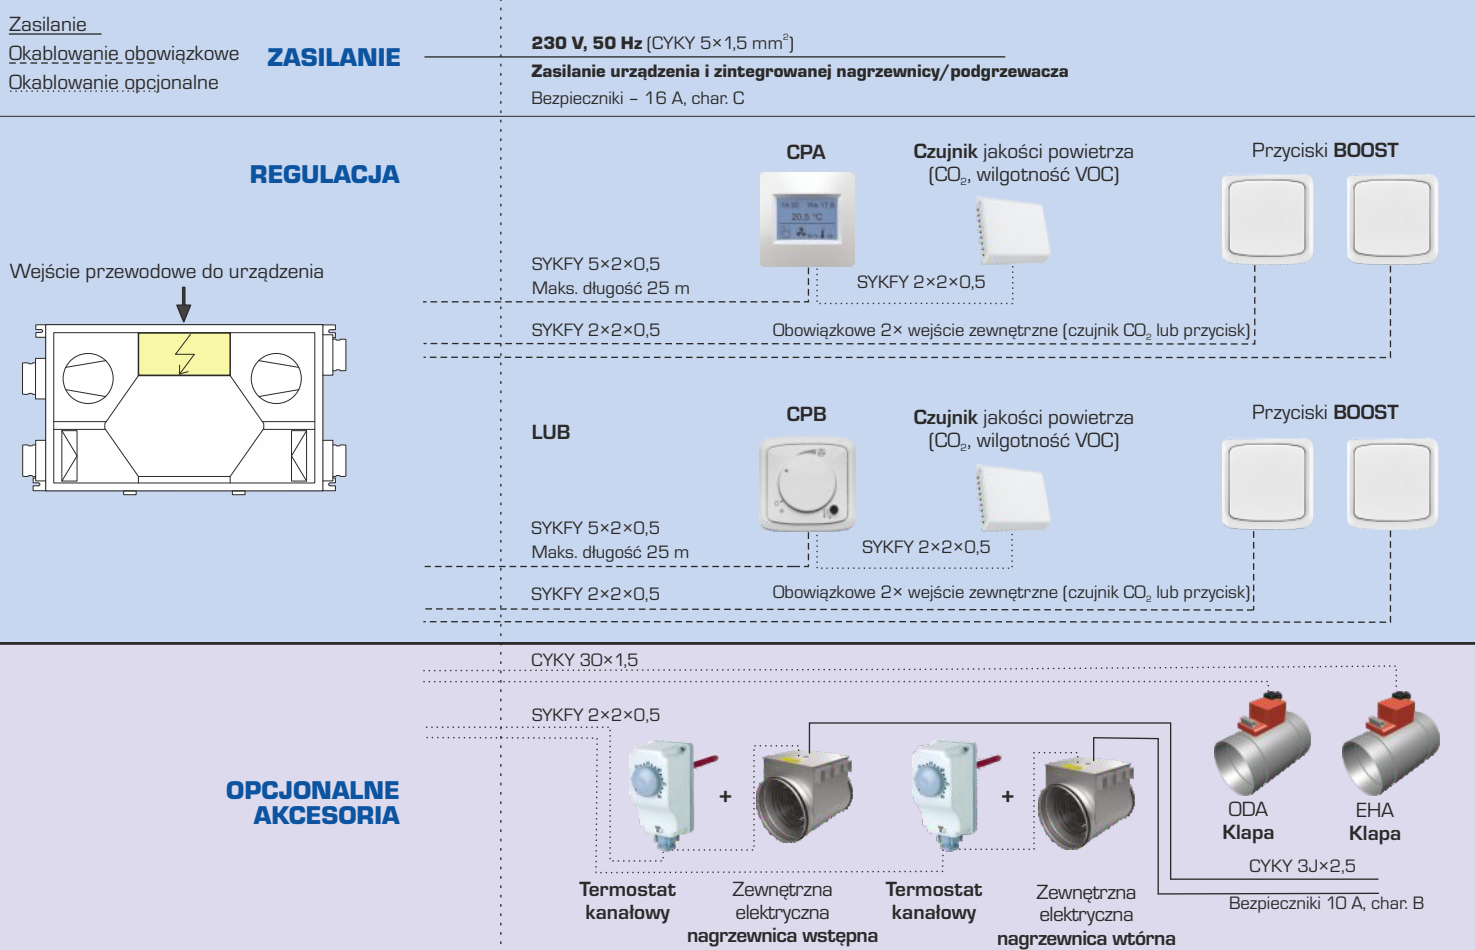 Zasilanie
Okablowanie obowiązkowe
Okablowanie opcjonalne
ZASILANIE
230 V, 50 Hz (CYKY 5×1,5 mm²)
Zasilanie urządzenia i zintegrowanej nagrzewnicy/podgrzewacza
Bezpieczniki – 16 A, char. C
REGULACJA
Wejście przewodowe do urządzenia
CPA
Czujnik jakości powietrza
(CO₂, wilgotność VOC)
Przyciski BOOST
20,5 °C
SYKFY 5×2×0,5
Maks. długość 25 m
SYKFY 2×2×0,5
SYKFY 2×2×0,5
Obowiązkowe 2× wejście zewnętrzne (czujnik CO₂ lub przycisk)
LUB
CPB
Czujnik jakości powietrza
(CO₂, wilgotność VOC)
Przyciski BOOST
SYKFY 5×2×0,5
Maks. długość 25 m
SYKFY 2×2×0,5
SYKFY 2×2×0,5
Obowiązkowe 2× wejście zewnętrzne (czujnik CO₂ lub przycisk)
OPCJONALNE
AKCESORIA
CYKY 3O×1,5
SYKFY 2×2×0,5
+
+
ODA
Klapa
EHA
Klapa
CYKY 3J×2,5
Bezpieczniki 10 A, char. B
Termostat
kanałowy
Zewnętrzna
elektryczna
nagrzewnica wstępna
Termostat
kanałowy
Zewnętrzna
elektryczna
nagrzewnica wtórna